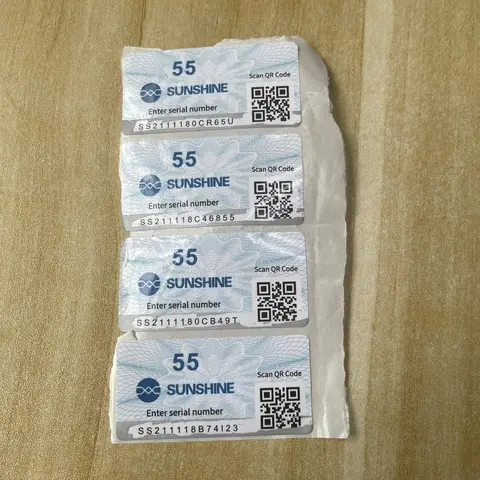 55
SUNSHINE
Scan QR Code
Enter serial number
SS2111180CR65U
55
SUNSHINE
Scan QR Code
Enter serial number
SS211118C46855
55
SUNSHINE
Scan QR Code
Enter serial number
SS2111180CB49T
55
SUNSHINE
Scan QR Code
Enter serial number
SS211118B74I23